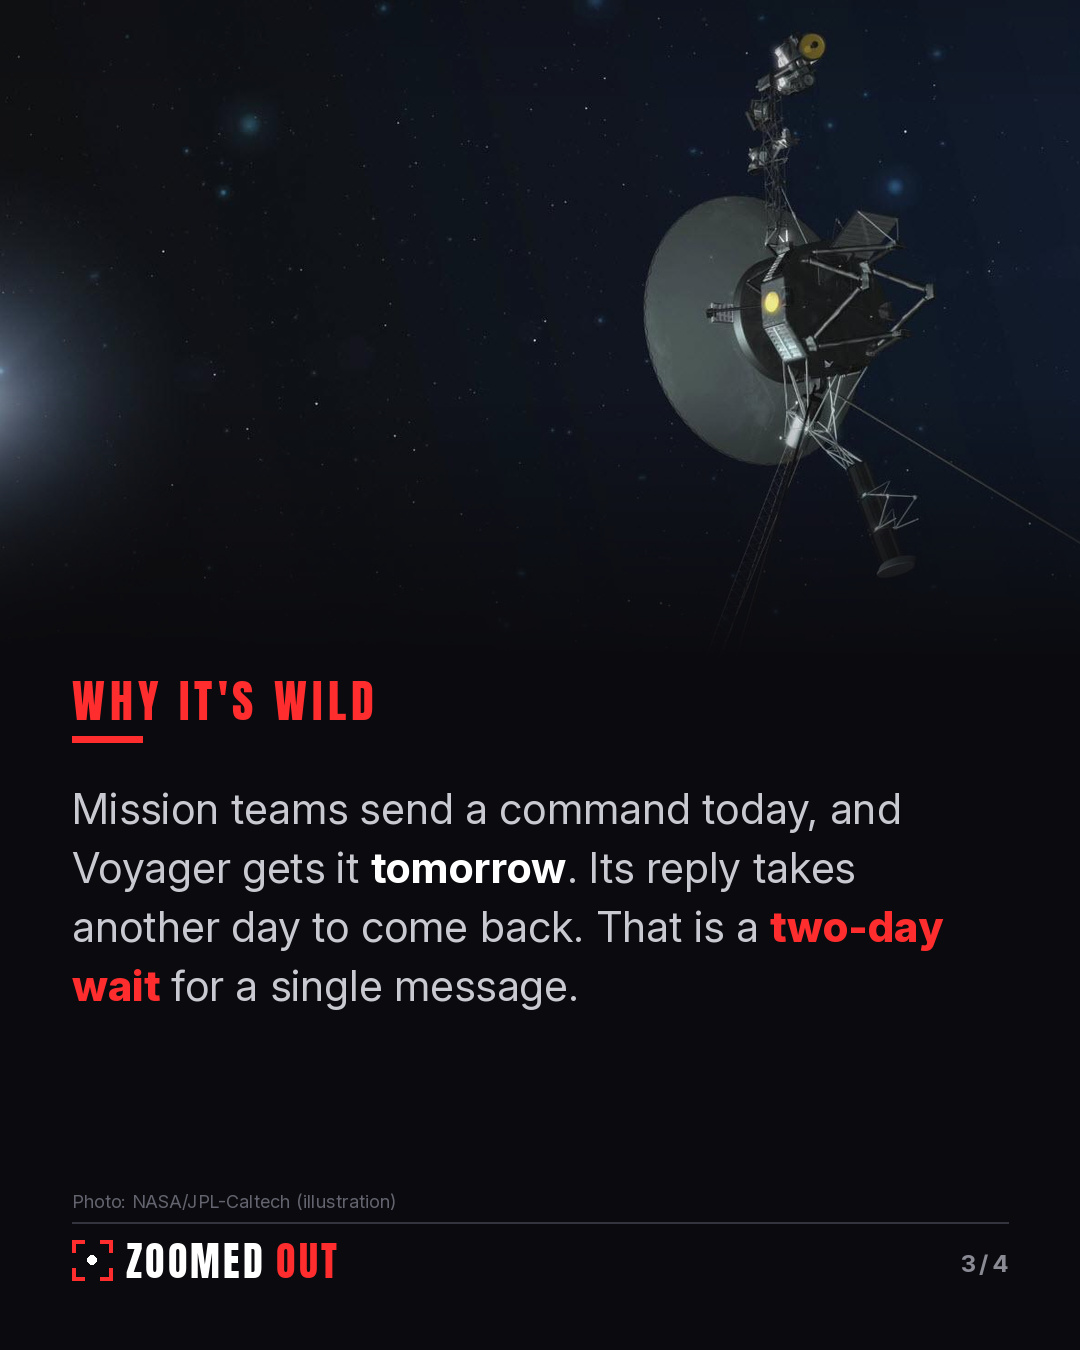 WHY IT'S WILD
Mission teams send a command today, and
Voyager gets it tomorrow. Its reply takes
another day to come back. That is a two-day
wait for a single message.
Photo: NASA/JPL-Caltech (illustration)
ZOOMED OUT
3/4